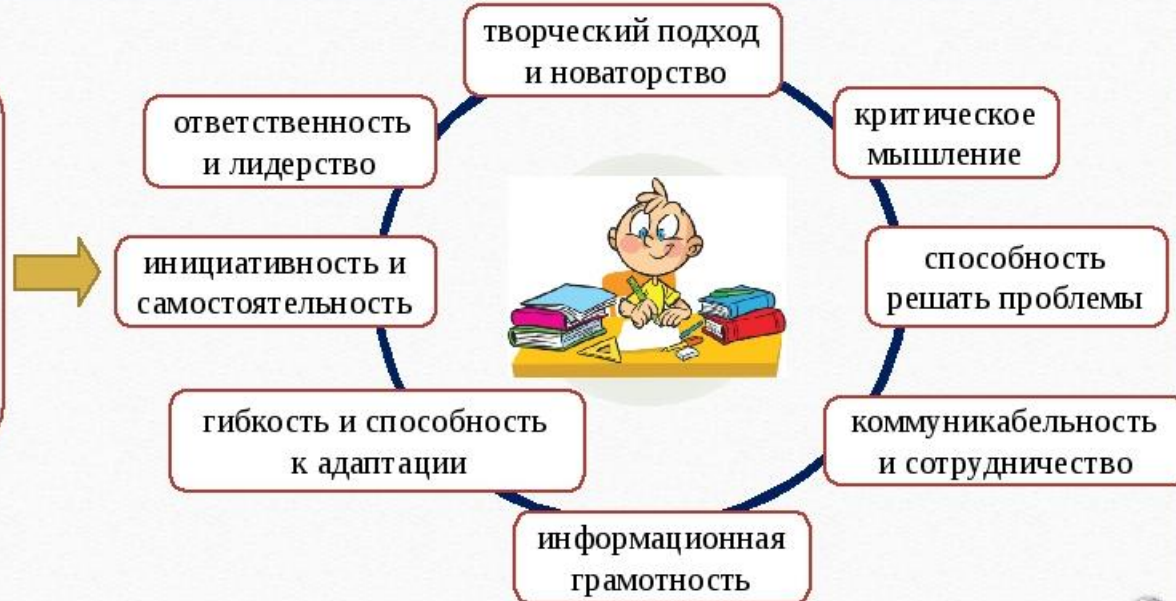 творческий подход
и новаторство
критическое
мышление
способность
решать проблемы
коммуникабельность
и сотрудничество
информационная
грамотность
гибкость и способность
к адаптации
инициативность и
самостоятельность
ответственность
и лидерство